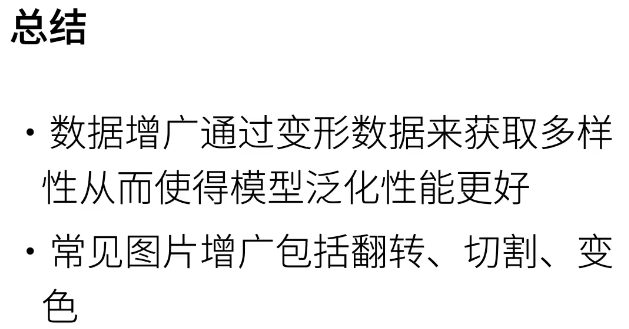 总结
• 数据增广通过变形数据来获取多样
性从而使得模型泛化性能更好
• 常见图片增广包括翻转、切割、变
色